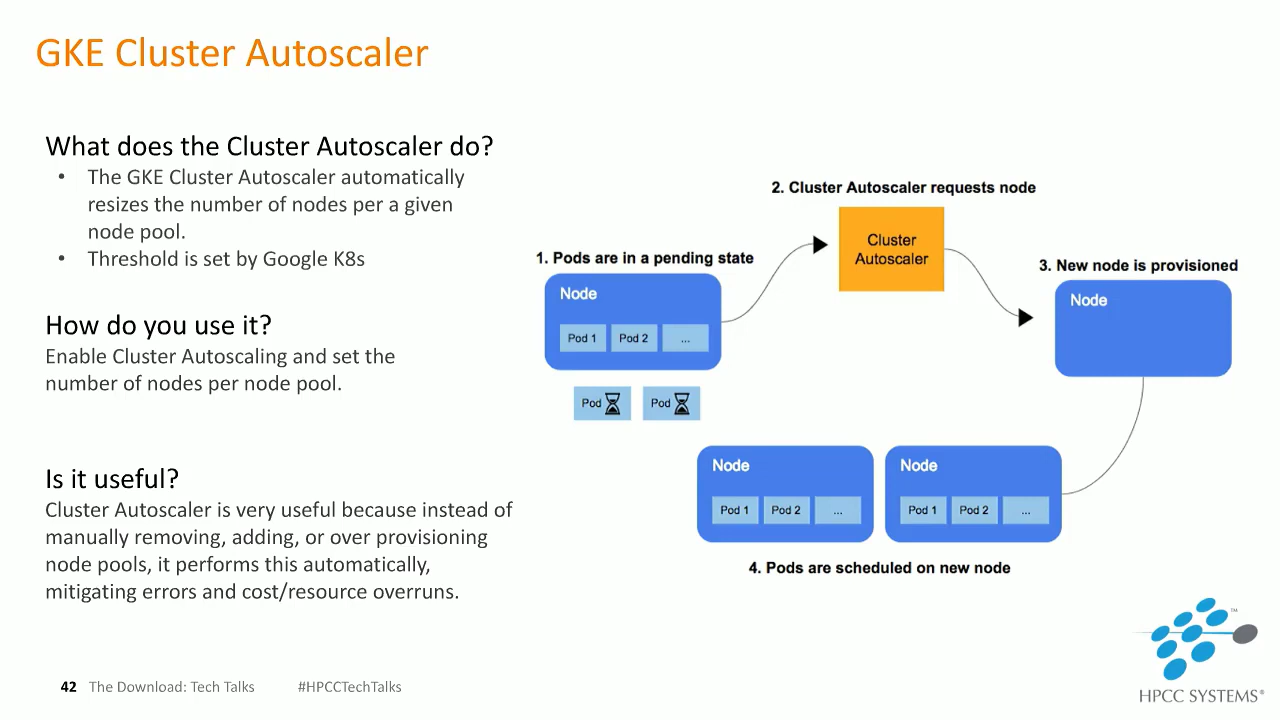 GKE Cluster Autoscaler
What does the Cluster Autoscaler do?
• The GKE Cluster Autoscaler automatically
resizes the number of nodes per a given
node pool.
• Threshold is set by Google K8s
How do you use it?
Enable Cluster Autoscaling and set the
number of nodes per node pool.
Is it useful?
Cluster Autoscaler is very useful because instead of
manually removing, adding, or over provisioning
node pools, it performs this automatically,
mitigating errors and cost/resource overruns.
1. Pods are in a pending state
Node
Pod 1 Pod 2 ...
Pod Pod
2. Cluster Autoscaler requests node
Cluster
Autoscaler
3. New node is provisioned
Node
Node
Pod 1 Pod 2 ...
Node
Pod 1 Pod 2 ...
4. Pods are scheduled on new node
42 The Download: Tech Talks #HPCCTechTalks
™
HPCC SYSTEMS®